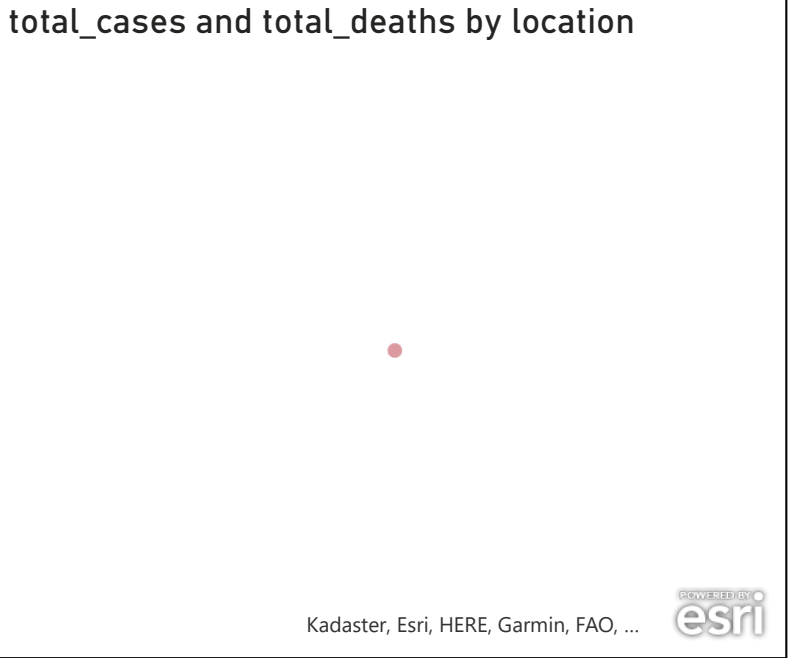 total_cases and total_deaths by location
Kadaster, Esri, HERE, Garmin, FAO, ...
POWERED BY
esri